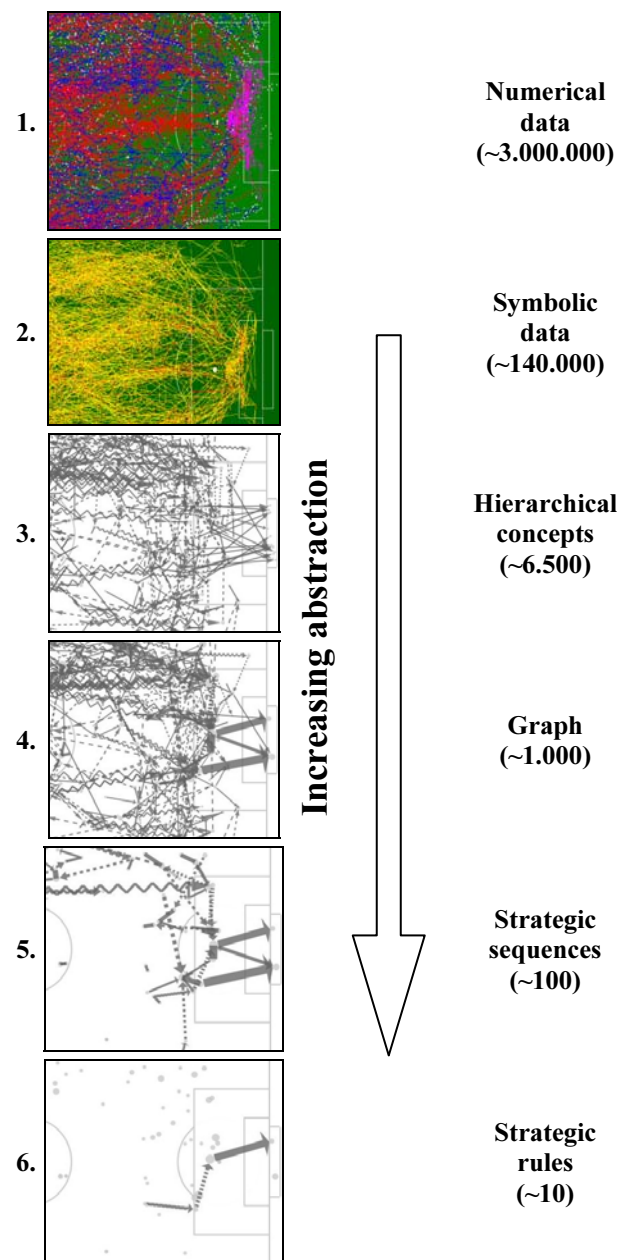 1.
Numerical
data
(~3.000.000)
2.
Symbolic
data
(~140.000)
Increasing abstraction
3.
Hierarchical
concepts
(~6.500)
4.
Graph
(~1.000)
5.
Strategic
sequences
(~100)
6.
Strategic
rules
(~10)